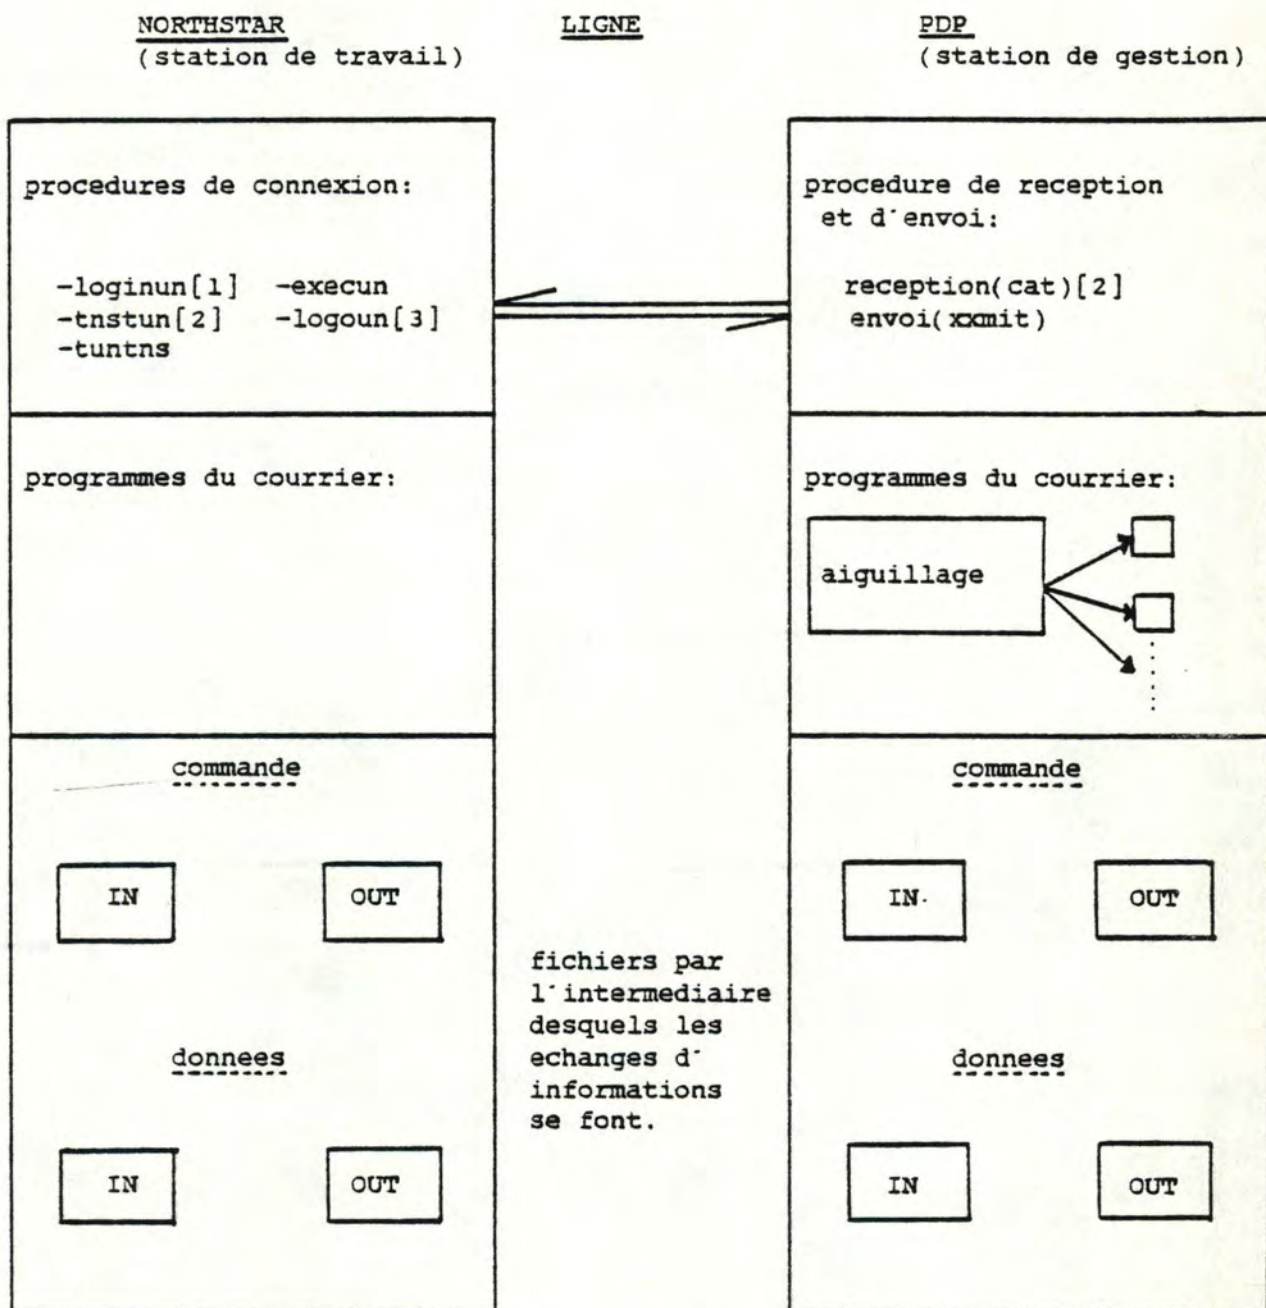 NORTHSTAR
(station de travail)
LIGNE
PDP
(station de gestion)
procedures de connexion:
-loginun[1] -execun
-tnstun[2] -logoun[3]
-tuntns
procedure de reception
et d'envoi:
reception(cat)[2]
envoi(xxmit)
programmes du courrier:
programmes du courrier:
aiguillage
commande
IN
OUT
donnees
IN
OUT
fichiers par
l'intermediaire
desquels les
echanges d'
informations
se font.
commande
IN
OUT
donnees
IN
OUT